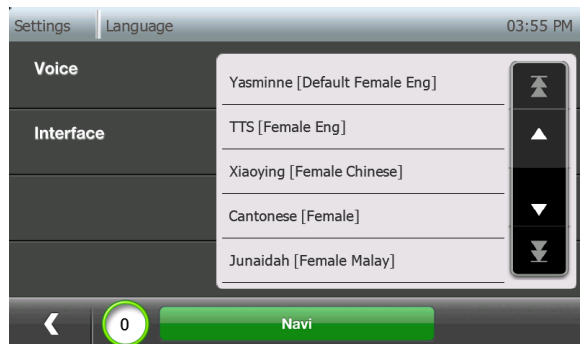 Settings Language 03:55 PM
Voice
Interface
Yasminne [Default Female Eng]
TTS [Female Eng]
Xiaoying [Female Chinese]
Cantonese [Female]
Junaidah [Female Malay]
0 Navi